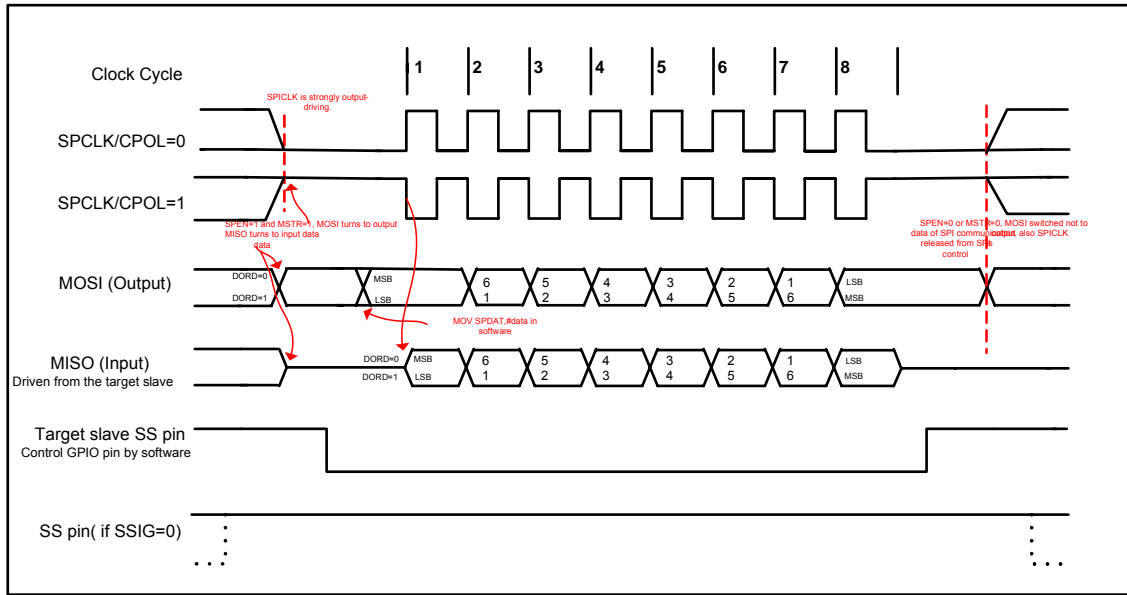 Clock Cycle
1 2 3 4 5 6 7 8
SPICLK is strongly output-
driving.
SPCLK/CPOL=0
SPCLK/CPOL=1
SPEN=1 and MSTR=1, MOSI turns to output
MISO turns to input data
data
SPEN=0 or MSTR=0, MOSI switched not to
data of SPI communication, also SPICLK
released from SPI
control
MOSI (Output)
DORD=0 MSB 6 5 4 3 2 1 LSB
DORD=1 LSB 1 2 3 4 5 6 MSB
MOV SPDAT,#data in
software
MISO (Input)
Driven from the target slave
DORD=0 MSB 6 5 4 3 2 1 LSB
DORD=1 LSB 1 2 3 4 5 6 MSB
Target slave SS pin
Control GPIO pin by software
SS pin( if SSIG=0)